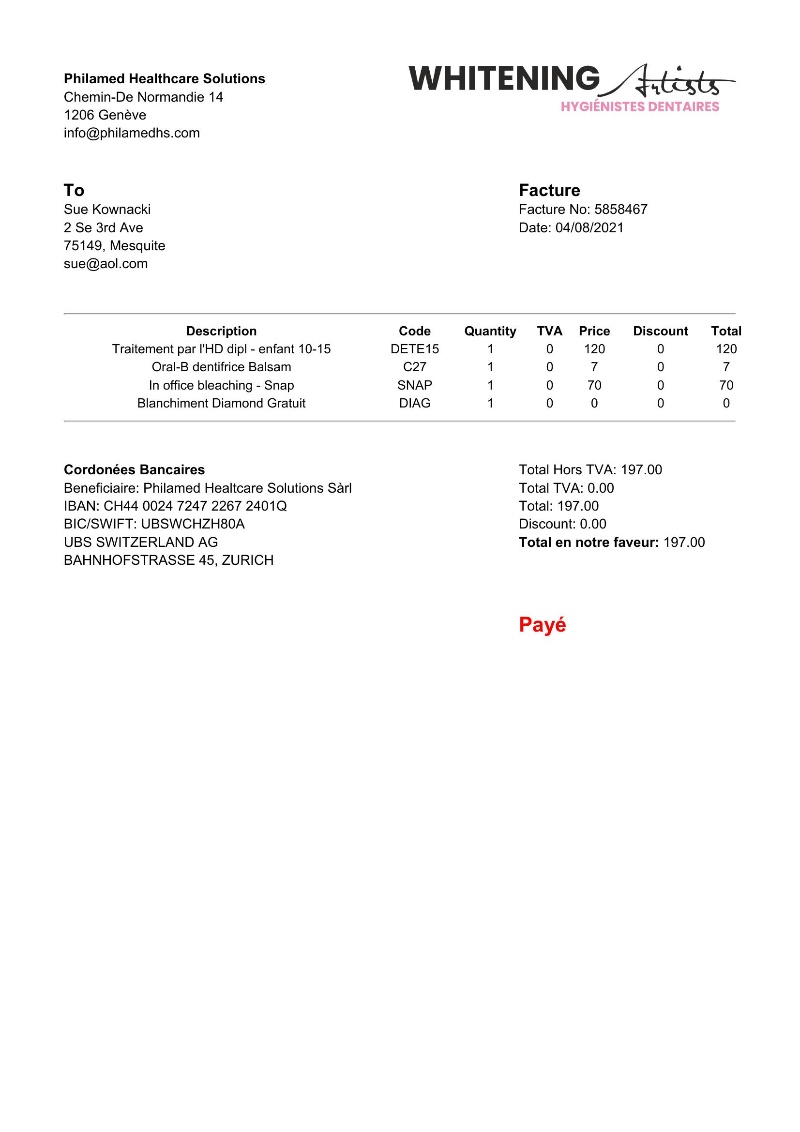 Philamed Healthcare Solutions
Chemin-De Normandie 14
1206 Genève
info@philamedhs.com
WHITENING Artists
HYGIÉNISTES DENTAIRES
To
Sue Kownacki
2 Se 3rd Ave
75149, Mesquite
sue@aol.com
Facture
Facture No: 5858467
Date: 04/08/2021
Description Code Quantity TVA Price Discount Total
Traitement par l'HD dipl - enfant 10-15 DETE15 1 0 120 0 120
Oral-B dentifrice Balsam C27 1 0 7 0 7
In office bleaching - Snap SNAP 1 0 70 0 70
Blanchiment Diamond Gratuit DIAG 1 0 0 0 0
Cordonées Bancaires
Beneficiaire: Philamed Healtcare Solutions Sàrl
IBAN: CH44 0024 7247 2267 2401Q
BIC/SWIFT: UBSWCHZH80A
UBS SWITZERLAND AG
BAHNHOFSTRASSE 45, ZURICH
Total Hors TVA: 197.00
Total TVA: 0.00
Total: 197.00
Discount: 0.00
Total en notre faveur: 197.00
Payé